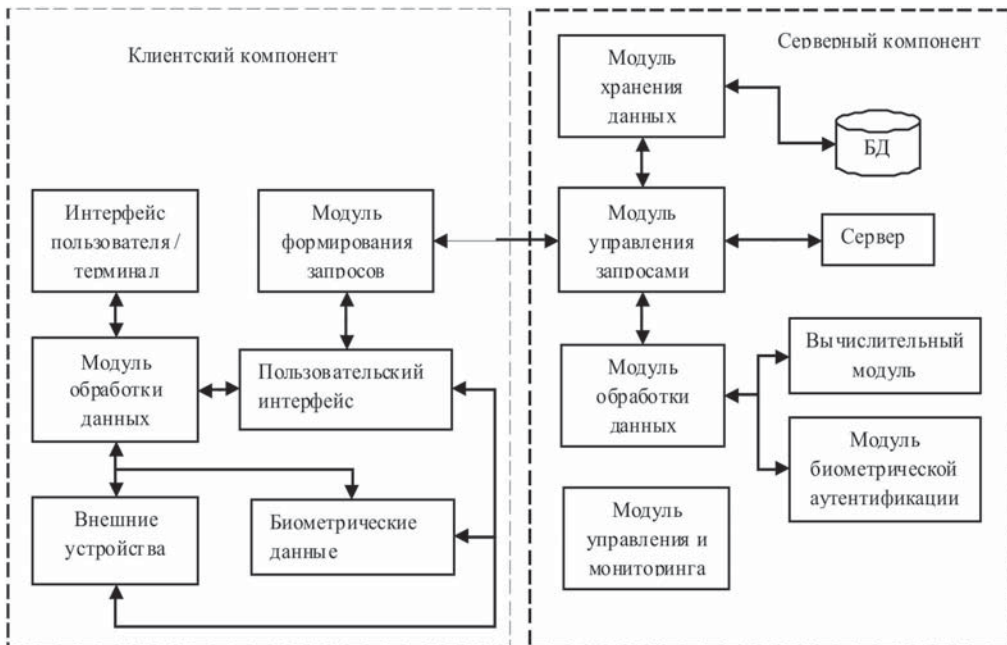 Клиентский компонент
Интерфейс
пользователя /
терминал
Модуль
формирования
запросов
Модуль
обработки
данных
Пользовательский
интерфейс
Внешние
устройства
Биометрические
данные
Серверный компонент
Модуль
хранения
данных
БД
Модуль
управления
запросами
Сервер
Модуль
обработки
данных
Вычислительный
модуль
Модуль
биометрической
аутентификации
Модуль
управления и
мониторинга